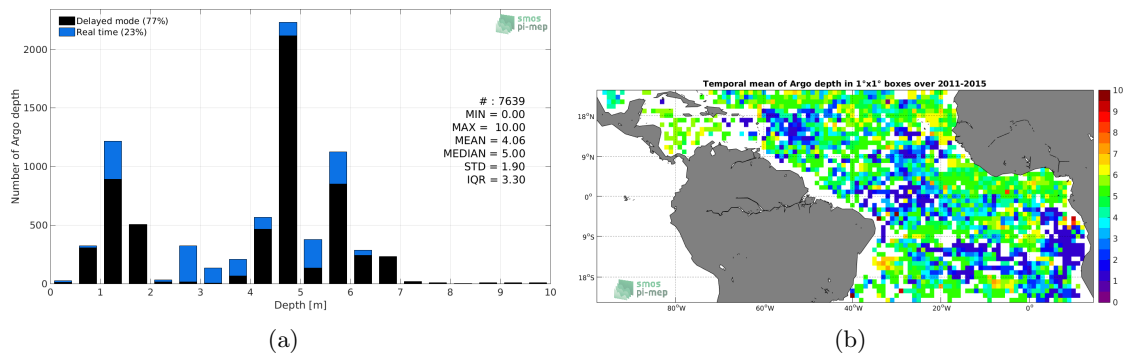 Delayed mode (77%)
Real time (23%)
smos
pi-mep
2000
1500
1000
500
0
Number of Argo depth
# : 7639
MIN = 0.00
MAX = 10.00
MEAN = 4.06
MEDIAN = 5.00
STD = 1.90
IQR = 3.30
0 1 2 3 4 5 6 7 8 9 10
Depth [m]
(a)
Temporal mean of Argo depth in 1°x1° boxes over 2011-2015
18°N
9°N
0°
9°S
18°S
80°W 60°W 40°W 20°W 0°
smos
pi-mep
10
9
8
7
6
5
4
3
2
1
0
(b)